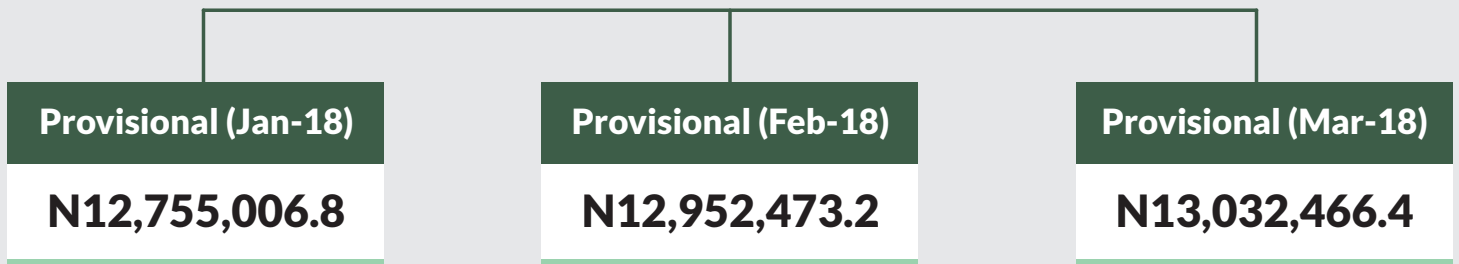 Provisional (Jan-18)
N12,755,006.8
Provisional (Feb-18)
N12,952,473.2
Provisional (Mar-18)
N13,032,466.4